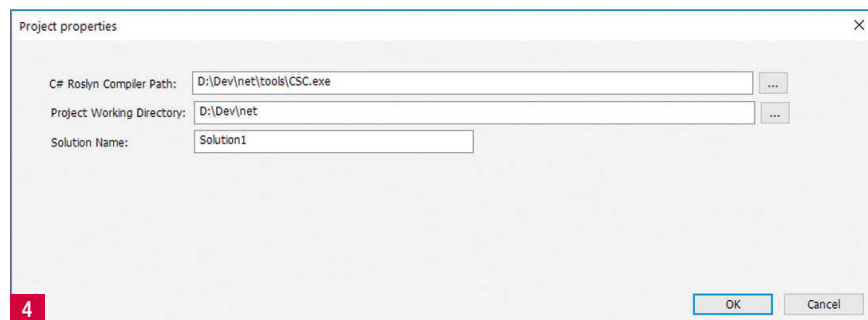 Project properties
C# Roslyn Compiler Path: D:\Dev\net\tools\CSC.exe ...
Project Working Directory: D:\Dev\net ...
Solution Name: Solution1
OK Cancel
4